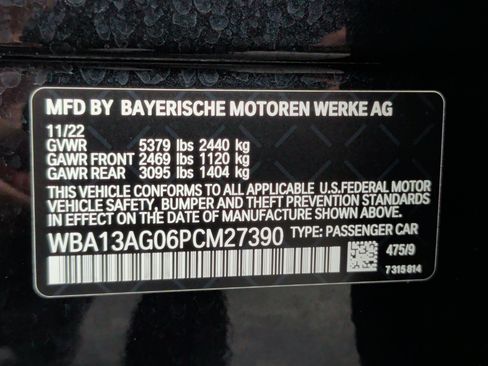 MFD BY BAYERISCHE MOTOREN WERKE AG
11/22
GVWR 5379 lbs 2440 kg
GAWR FRONT 2469 lbs 1120 kg
GAWR REAR 3095 lbs 1404 kg
THIS VEHICLE CONFORMS TO ALL APPLICABLE U.S.FEDERAL MOTOR
VEHICLE SAFETY, BUMPER AND THEFT PREVENTION STANDARDS
IN EFFECT ON THE DATE OF MANUFACTURE SHOWN ABOVE.
WBA13AG06PCM27390 TYPE: PASSENGER CAR
475/9
7 315 814